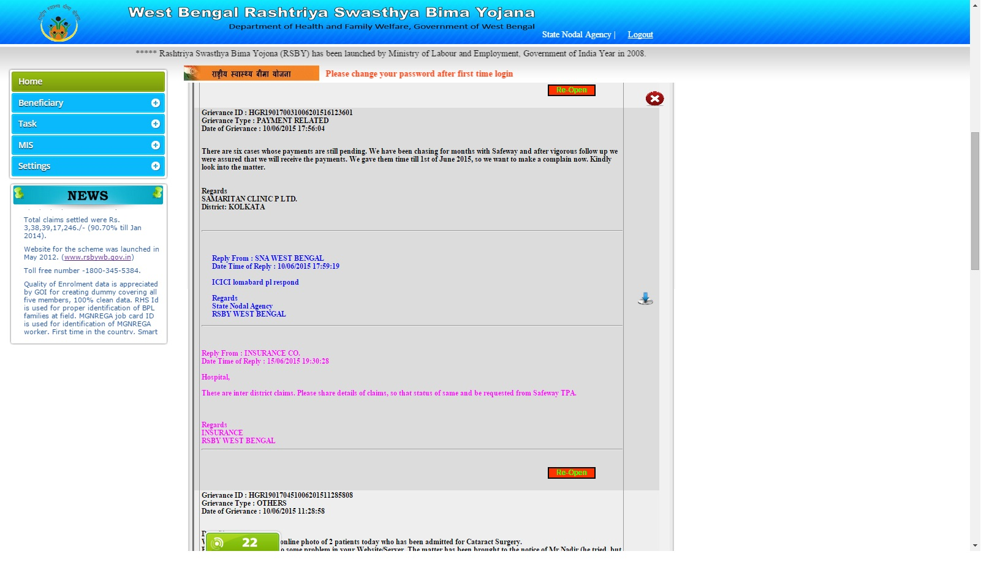 West Bengal Rashtriya Swasthya Bima Yojana
Department of Health and Family Welfare, Government of West Bengal
State Nodal Agency | Logout
***** Rashtriya Swasthya Bima Yojona (RSBY) has been launched by Ministry of Labour and Employment, Government of India Year in 2008.
राष्ट्रीय स्वास्थ्य बीमा योजना
Please change your password after first time login
Home
Beneficiary
Task
MIS
Settings
NEWS
Total claims settled were Rs.
3,38,39,17,246./- (90.70% till Jan
2014).
Website for the scheme was launched in
May 2012. (www.rsbywb.gov.in)
Toll free number -1800-345-5384.
Quality of Enrolment data is appreciated
by GOI for creating dummy covering all
five members, 100% clean data. RHS Id
is used for proper identification of BPL
families at field. MGNREGA job card ID
is used for identification of MGNREGA
worker. First time in the country. Smart
Re-Open
Grievance ID : HGR190170031006201516123601
Grievance Type : PAYMENT RELATED
Date of Grievance : 10/06/2015 17:56:04
There are six cases whose payments are still pending. We have been chasing for months with Safeway and after vigorous follow up we
were assured that we will receive the payments. We gave them time till 1st of June 2015, so we want to make a complain now. Kindly
look into the matter.
Regards
SAMARITAN CLINIC P LTD.
District: KOLKATA
Reply From : SNA WEST BENGAL
Date Time of Reply : 10/06/2015 17:59:19
ICICI lomabard pl respond
Regards
State Nodal Agency
RSBY WEST BENGAL
Reply From : INSURANCE CO.
Date Time of Reply : 15/06/2015 19:30:28
Hospital,
These are inter district claims. Please share details of claims, so that status of same and be requested from Safeway TPA.
Regards
INSURANCE
RSBY WEST BENGAL
Re-Open
Grievance ID : HGR190170451006201511285808
Grievance Type : OTHERS
Date of Grievance : 10/06/2015 11:28:58
online photo of 2 patients today who has been admitted for Cataract Surgery.
some problem in your Website/Server. The matter has been brought to the notice of Mr Nadir (he tried, but
22